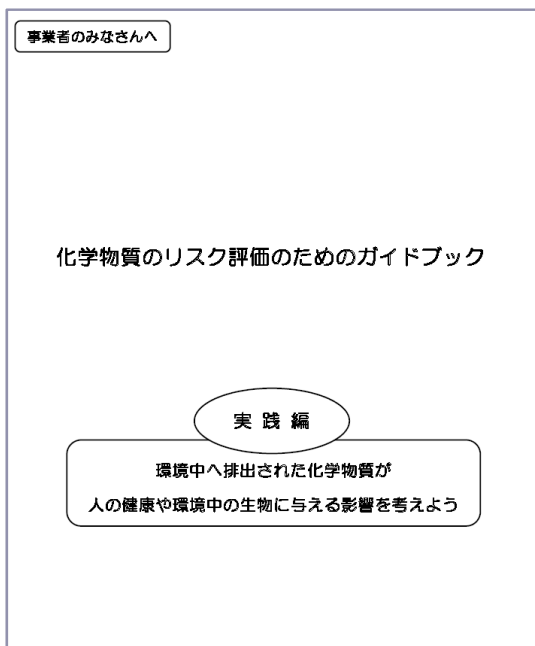 事業者のみなさんへ
化学物質のリスク評価のためのガイドブック
実践編
環境中へ排出された化学物質が
人の健康や環境中の生物に与える影響を考えよう